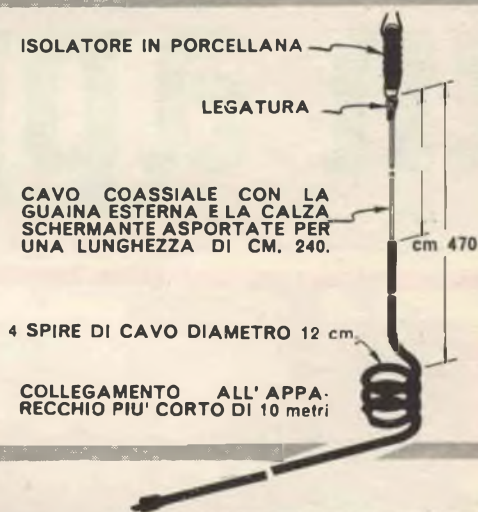 ISOLATORE IN PORCELLANA
LEGATURA
CAVO COASSIALE CON LA
GUAINA ESTERNA E LA CALZA
SCHERMANTE ASPORTATE PER
UNA LUNGHEZZA DI CM. 240.
cm 470
4 SPIRE DI CAVO DIAMETRO 12 cm.
COLLEGAMENTO ALL'APPA-
RECCHIO PIU' CORTO DI 10 metri